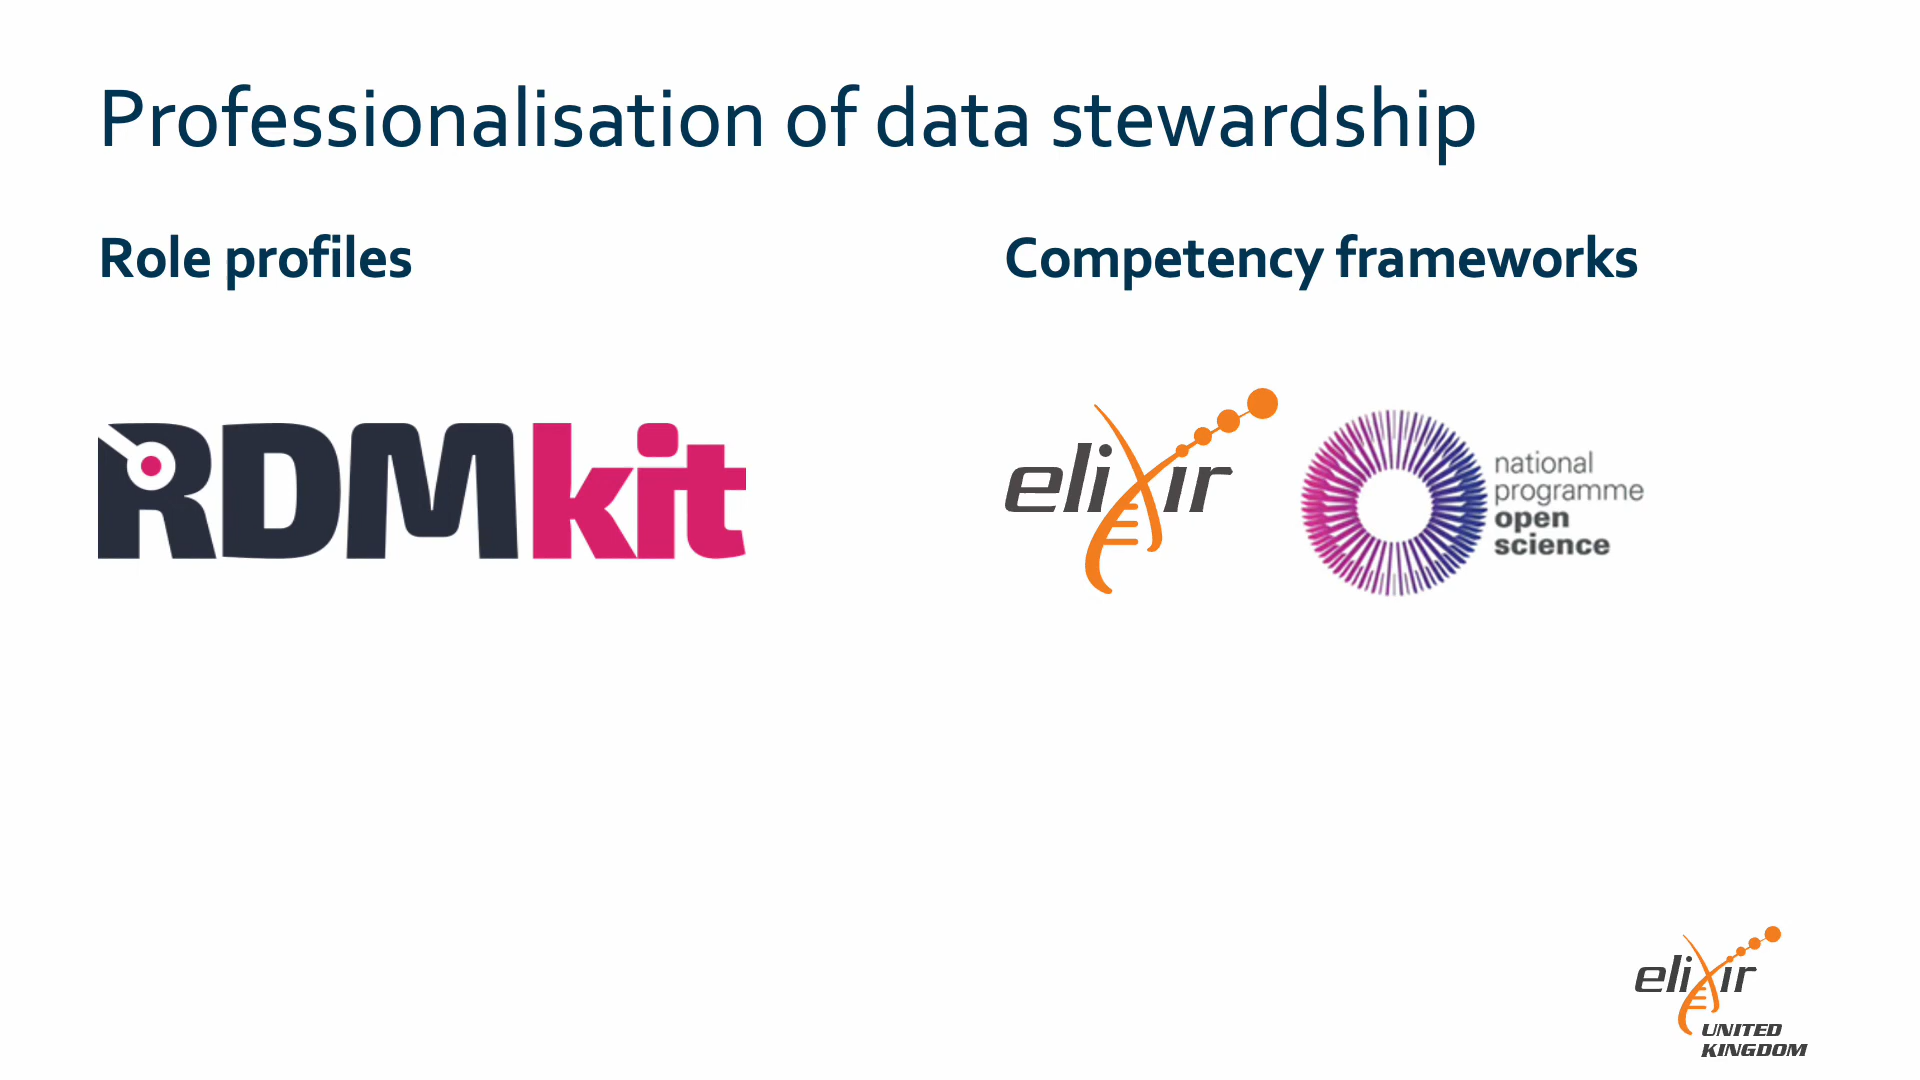 Professionalisation of data stewardship
Role profiles
Competency frameworks
RDMkit
elixir
national
programme
open
science
elixir
UNITED
KINGDOM